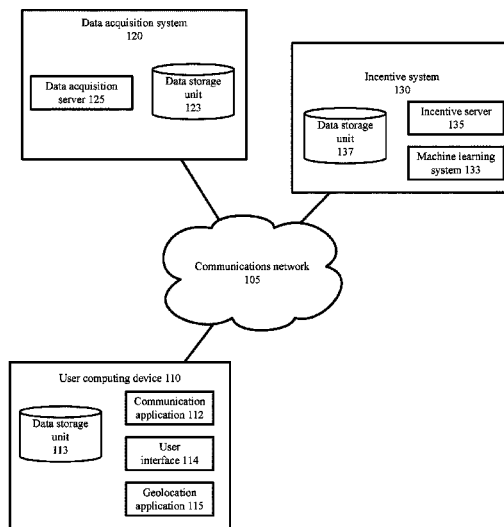 Data acquisition system
120
Data acquisition
server 125
Data storage
unit
123
Incentive system
130
Data storage
unit
137
Incentive server
135
Machine learning
system 133
Communications network
105
User computing device 110
Data storage
unit
113
Communication
application 112
User
interface 114
Geolocation
application 115